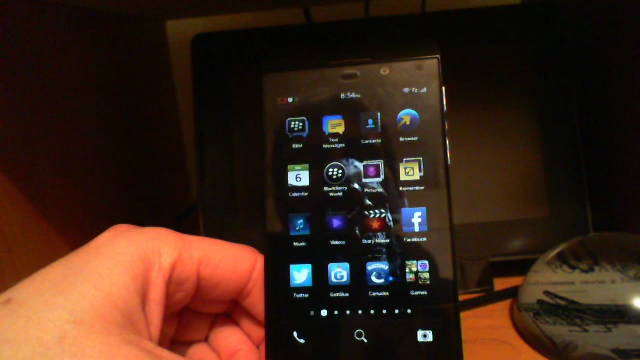 8:54
BBM
Text
Messages
Contacts
Browser
6
Calendar
BlackBerry
World
Pictures
Remember
Music
Videos
Story Maker
Facebook
Twitter
GetGlue
Canucks
Games